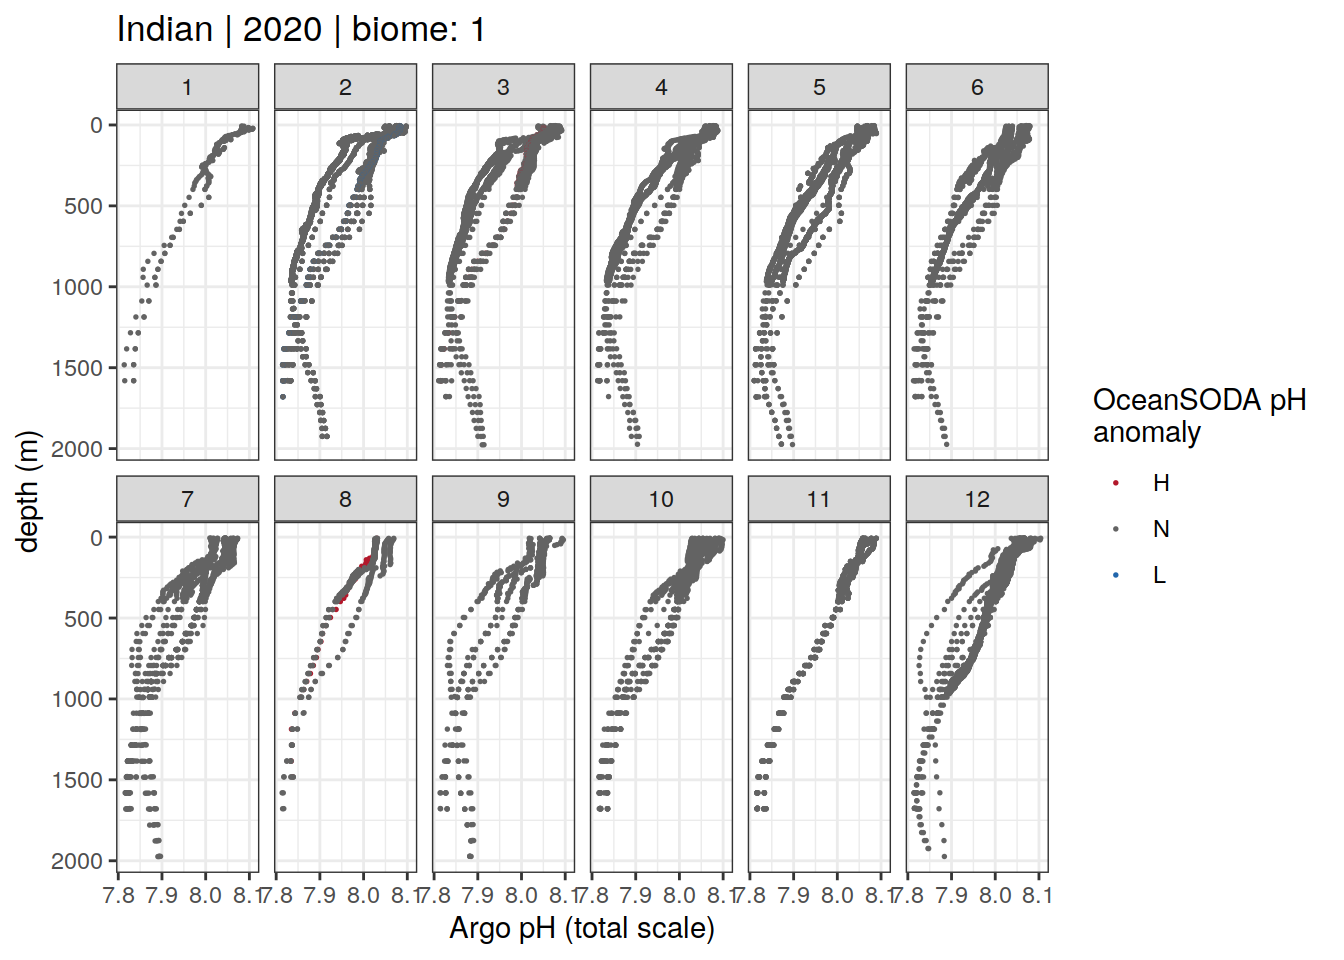 Indian | 2020 | biome: 1
1 2 3 4 5 6
0
500
1000
1500
2000
7 8 9 10 11 12
0
500
1000
1500
2000
7.8 7.9 8.0 8.1 7.8 7.9 8.0 8.1 7.8 7.9 8.0 8.1 7.8 7.9 8.0 8.1 7.8 7.9 8.0 8.1 7.8 7.9 8.0 8.1
Argo pH (total scale)
depth (m)
OceanSODA pH
anomaly
H
N
L